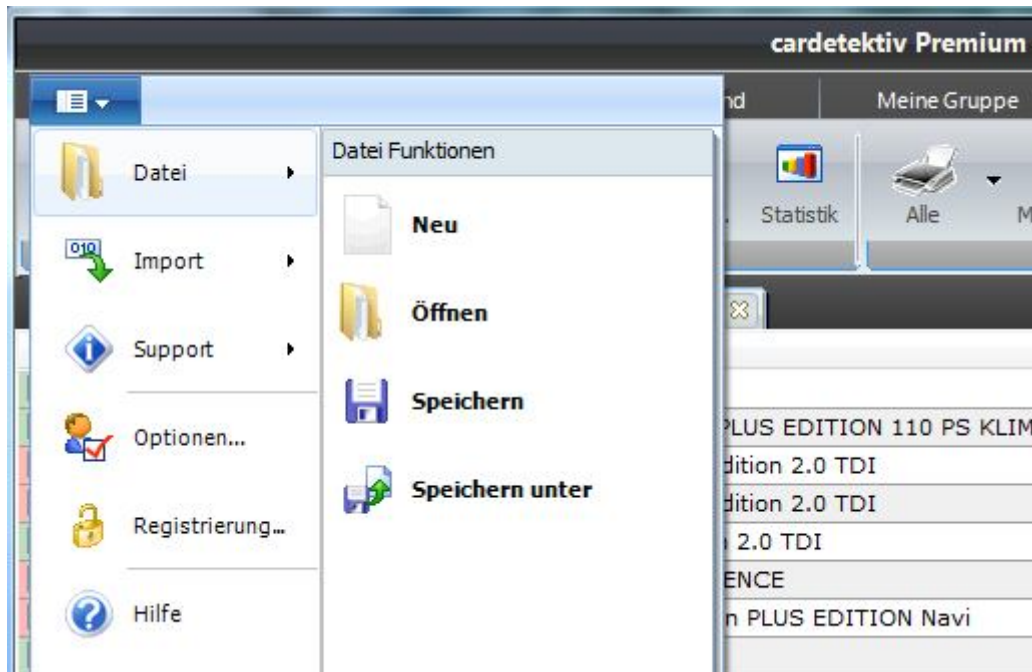 cardetektiv Premium
nd
Meine Gruppe
Datei
Import
Support
Optionen...
Registrierung...
Hilfe
Datei Funktionen
Neu
Öffnen
Speichern
Speichern unter
Statistik
Alle
M
PLUS EDITION 110 PS KLIM
dition 2.0 TDI
dition 2.0 TDI
2.0 TDI
ENCE
n PLUS EDITION Navi